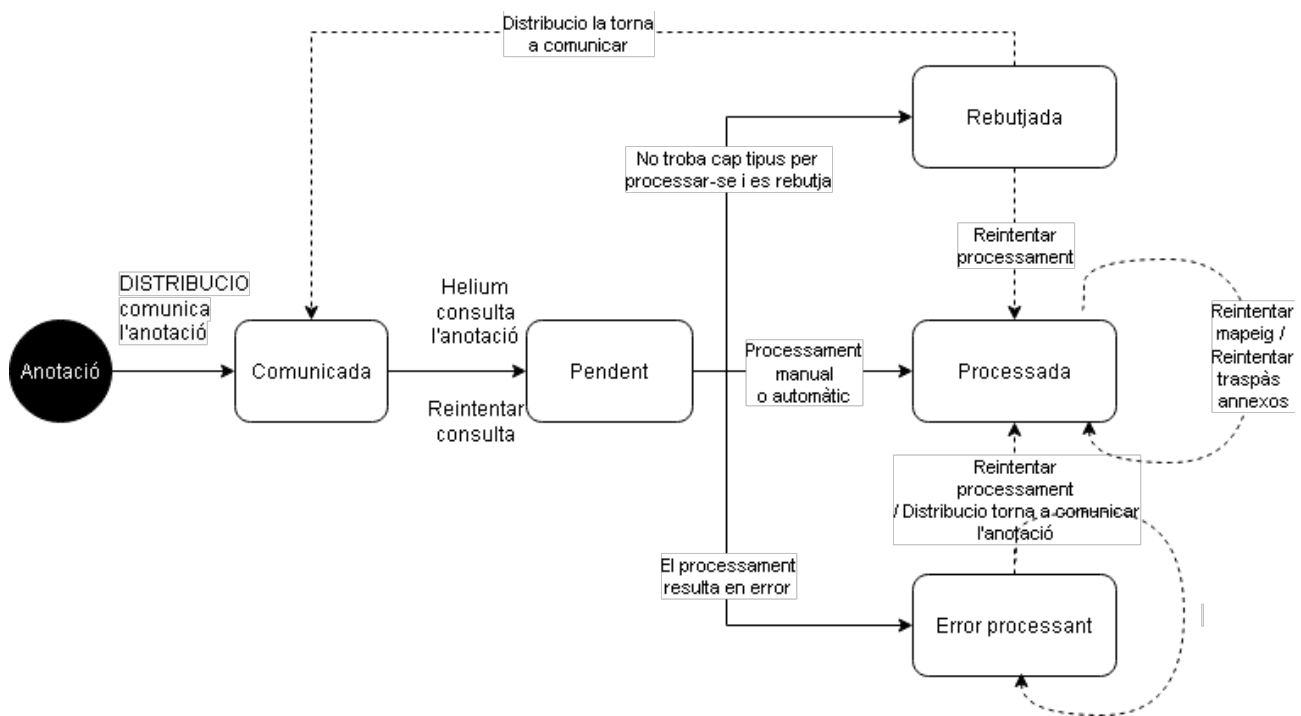 Distribucio la torna
a comunicar
Rebutjada
No troba cap tipus per
processar-se i es rebutja
Reintentar
processament
DISTRIBUCIO
comunica
l'anotació
Helium
consulta
l'anotació
Reintentar
mapeig /
Reintentar
traspàs
annexos
Anotació
Comunicada
Pendent
Processament
manual
o automàtic
Processada
Reintentar
consulta
Reintentar
processament
/ Distribucio torna a comunicar
l'anotació
El processament
resulta en error
Error processant